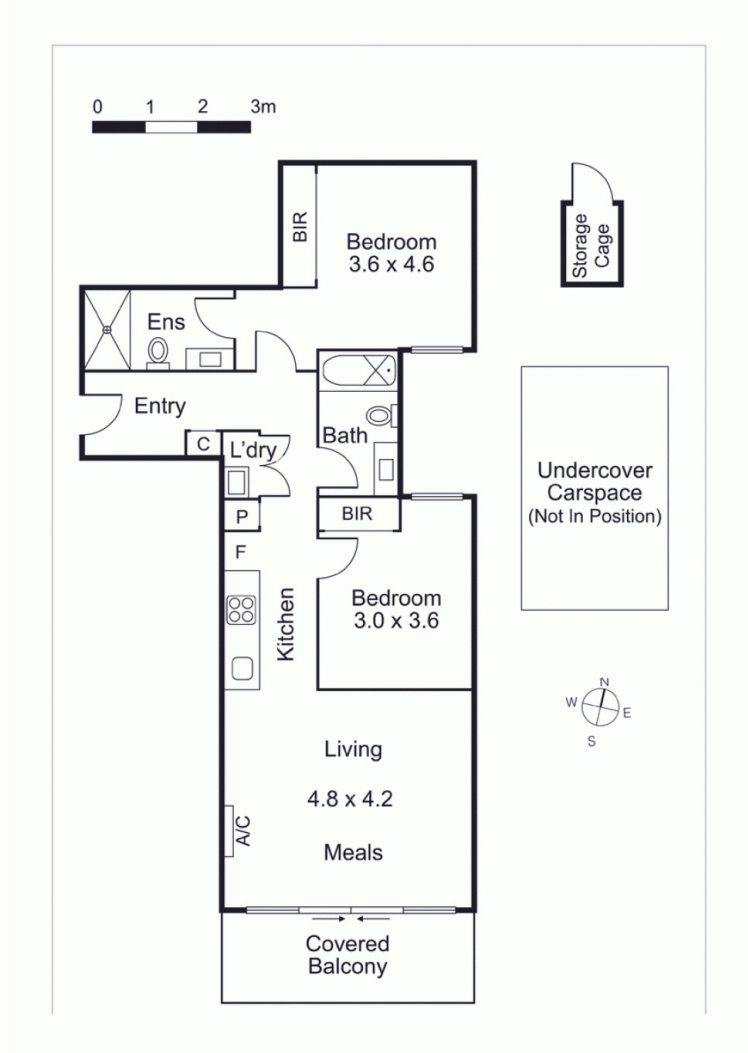 0 1 2 3m
BIR
Bedroom
3.6 x 4.6
Storage
Cage
Ens
Entry
C
L'dry
Bath
P
BIR
F
Kitchen
Bedroom
3.0 x 3.6
Undercover
Carspace
(Not In Position)
N
W
E
S
Living
4.8 x 4.2
A/C
Meals
Covered
Balcony